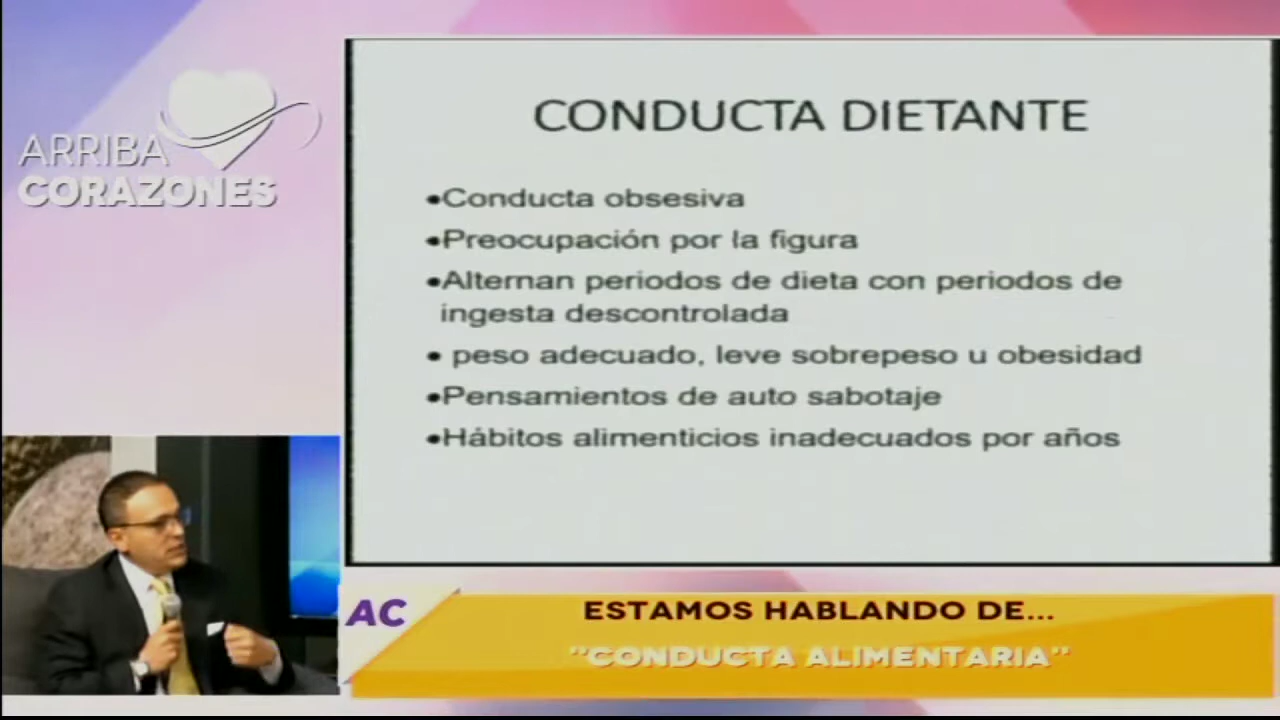 ARRIBA
CORAZONES
CONDUCTA DIETANTE
•Conducta obsesiva
•Preocupación por la figura
•Alternan periodos de dieta con periodos de
ingesta descontrolada
• peso adecuado, leve sobrepeso u obesidad
•Pensamientos de auto sabotaje
•Hábitos alimenticios inadecuados por años
AC
ESTAMOS HABLANDO DE...
"CONDUCTA ALIMENTARIA"